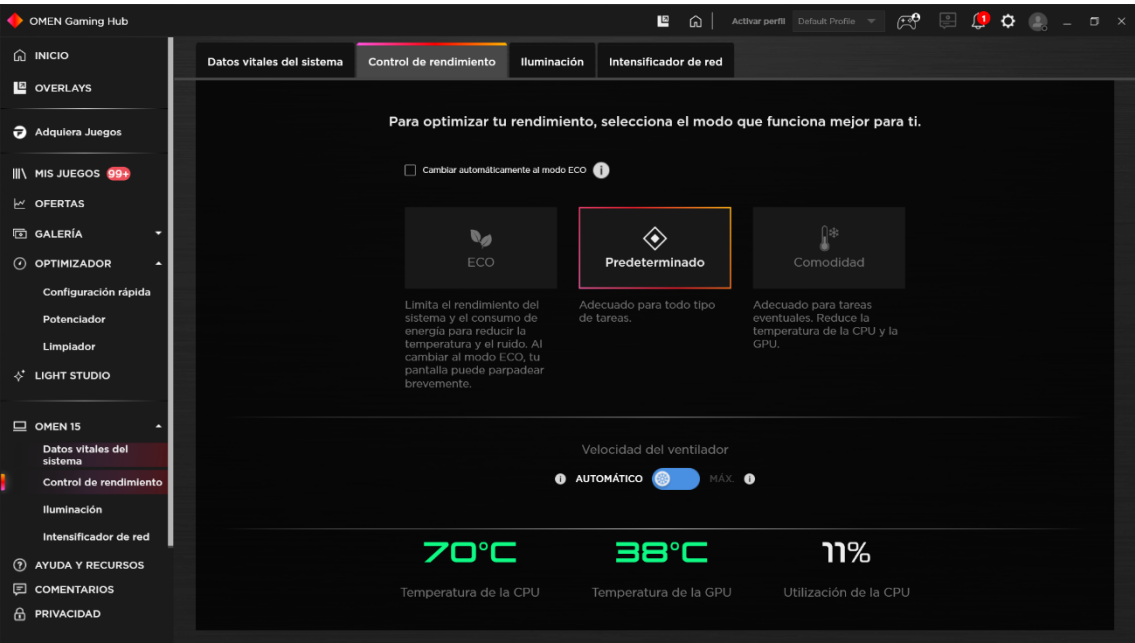 OMEN Gaming Hub
Activar perfil Default Profile
1
INICIO
OVERLAYS
Adquiera Juegos
MIS JUEGOS 99+
OFERTAS
GALERÍA
OPTIMIZADOR
Configuración rápida
Potenciador
Limpiador
LIGHT STUDIO
OMEN 15
Datos vitales del
sistema
Control de rendimiento
Iluminación
Intensificador de red
AYUDA Y RECURSOS
COMENTARIOS
PRIVACIDAD
Datos vitales del sistema
Control de rendimiento
Iluminación
Intensificador de red
Para optimizar tu rendimiento, selecciona el modo que funciona mejor para ti.
Cambiar automáticamente al modo ECO
ECO
Limita el rendimiento del
sistema y el consumo de
energía para reducir la
temperatura y el ruido. Al
cambiar al modo ECO, tu
pantalla puede parpadear
brevemente.
Predeterminado
Adecuado para todo tipo
de tareas.
Comodidad
Adecuado para tareas
eventuales. Reduce la
temperatura de la CPU y la
GPU.
Velocidad del ventilador
AUTOMÁTICO MÁX.
70°C
Temperatura de la CPU
38°C
Temperatura de la GPU
11%
Utilización de la CPU